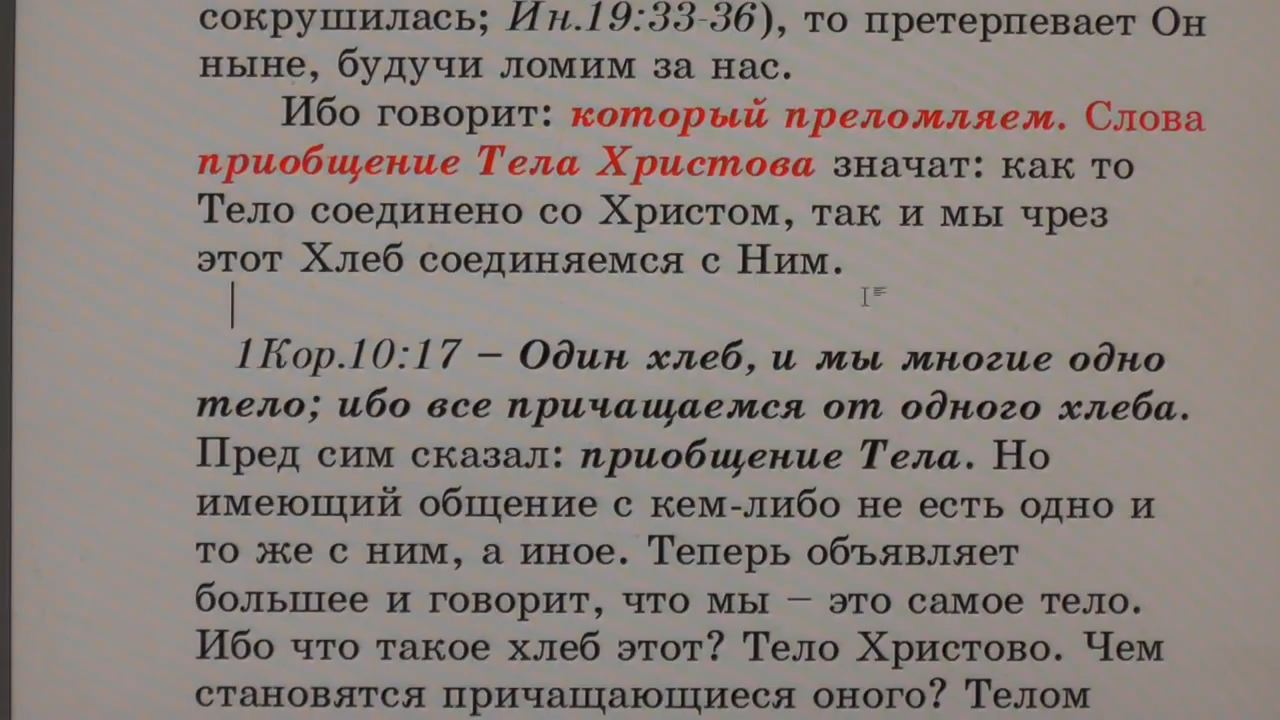 сокрушилась; Ин.19:33-36), то претерпевает Он
ныне, будучи ломим за нас.
Ибо говорит: который преломляем. Слова
приобщение Тела Христова значат: как то
Тело соединено со Христом, так и мы чрез
этот Хлеб соединяемся с Ним.
1Кор.10:17 – Один хлеб, и мы многие одно
тело; ибо все причащаемся от одного хлеба.
Пред сим сказал: приобщение Тела. Но
имеющий общение с кем-либо не есть одно и
то же с ним, а иное. Теперь объявляет
большее и говорит, что мы – это самое тело.
Ибо что такое хлеб этот? Тело Христово. Чем
становятся причащающиеся оного? Телом